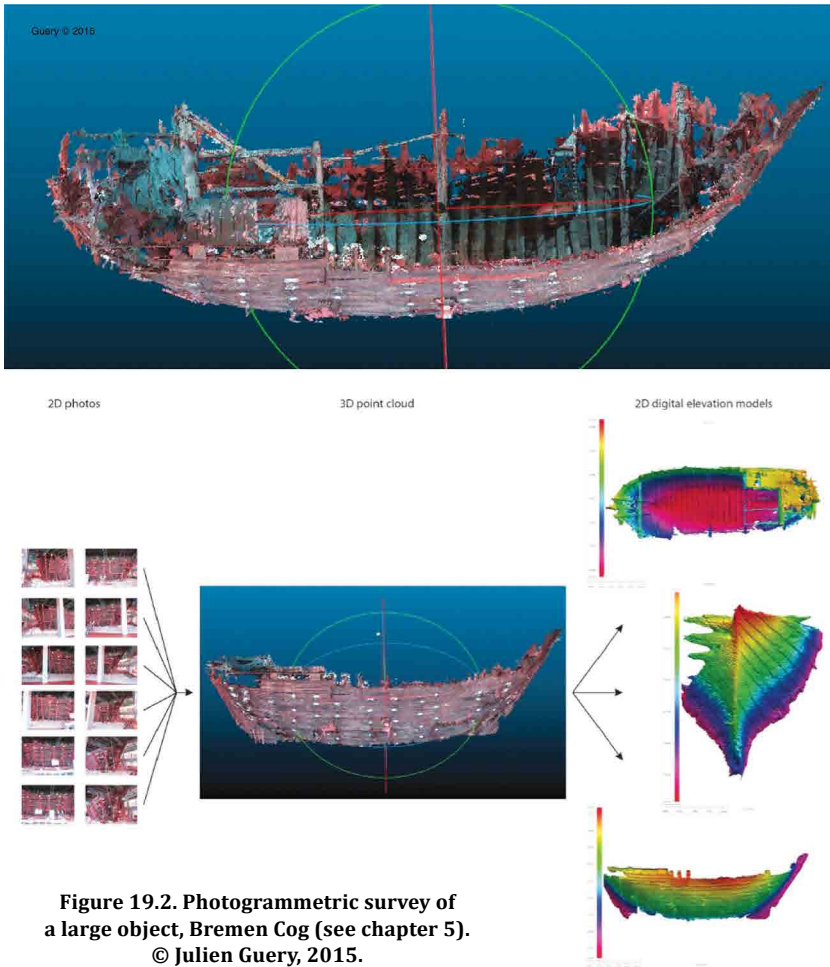 Guery © 2015
2D photos
3D point cloud
2D digital elevation models
Figure 19.2. Photogrammetric survey of
a large object, Bremen Cog (see chapter 5).
© Julien Guery, 2015.